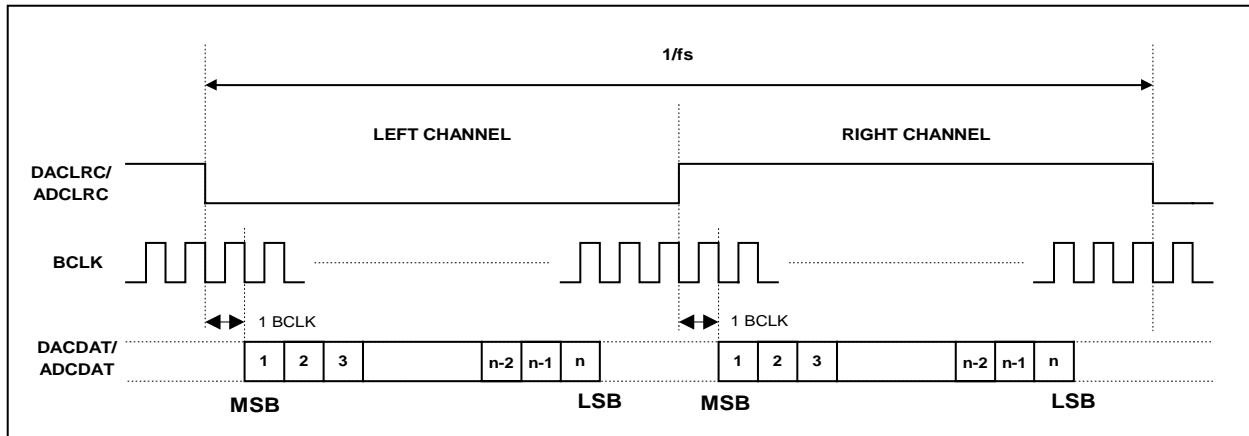 1/fs
LEFT CHANNEL
RIGHT CHANNEL
DACLRC/
ADCLRC
BCLK
1 BCLK
1 BCLK
DACDAT/
ADCDAT
1 2 3 n-2 n-1 n 1 2 3 n-2 n-1 n
MSB LSB MSB LSB